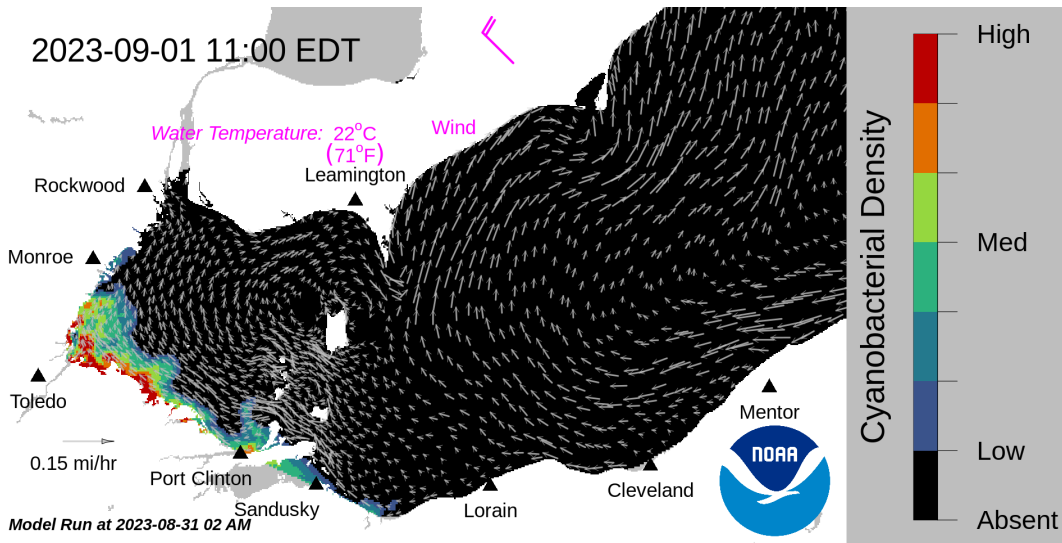 2023-09-01 11:00 EDT
High
Wind
Water Temperature: 22°C
(71°F)
Leamington
Rockwood
Cyanobacterial Density
Med
Monroe
Toledo
Mentor
0.15 mi/hr
NOAA
Low
Port Clinton
Cleveland
Sandusky
Lorain
Model Run at 2023-08-31 02 AM
Absent